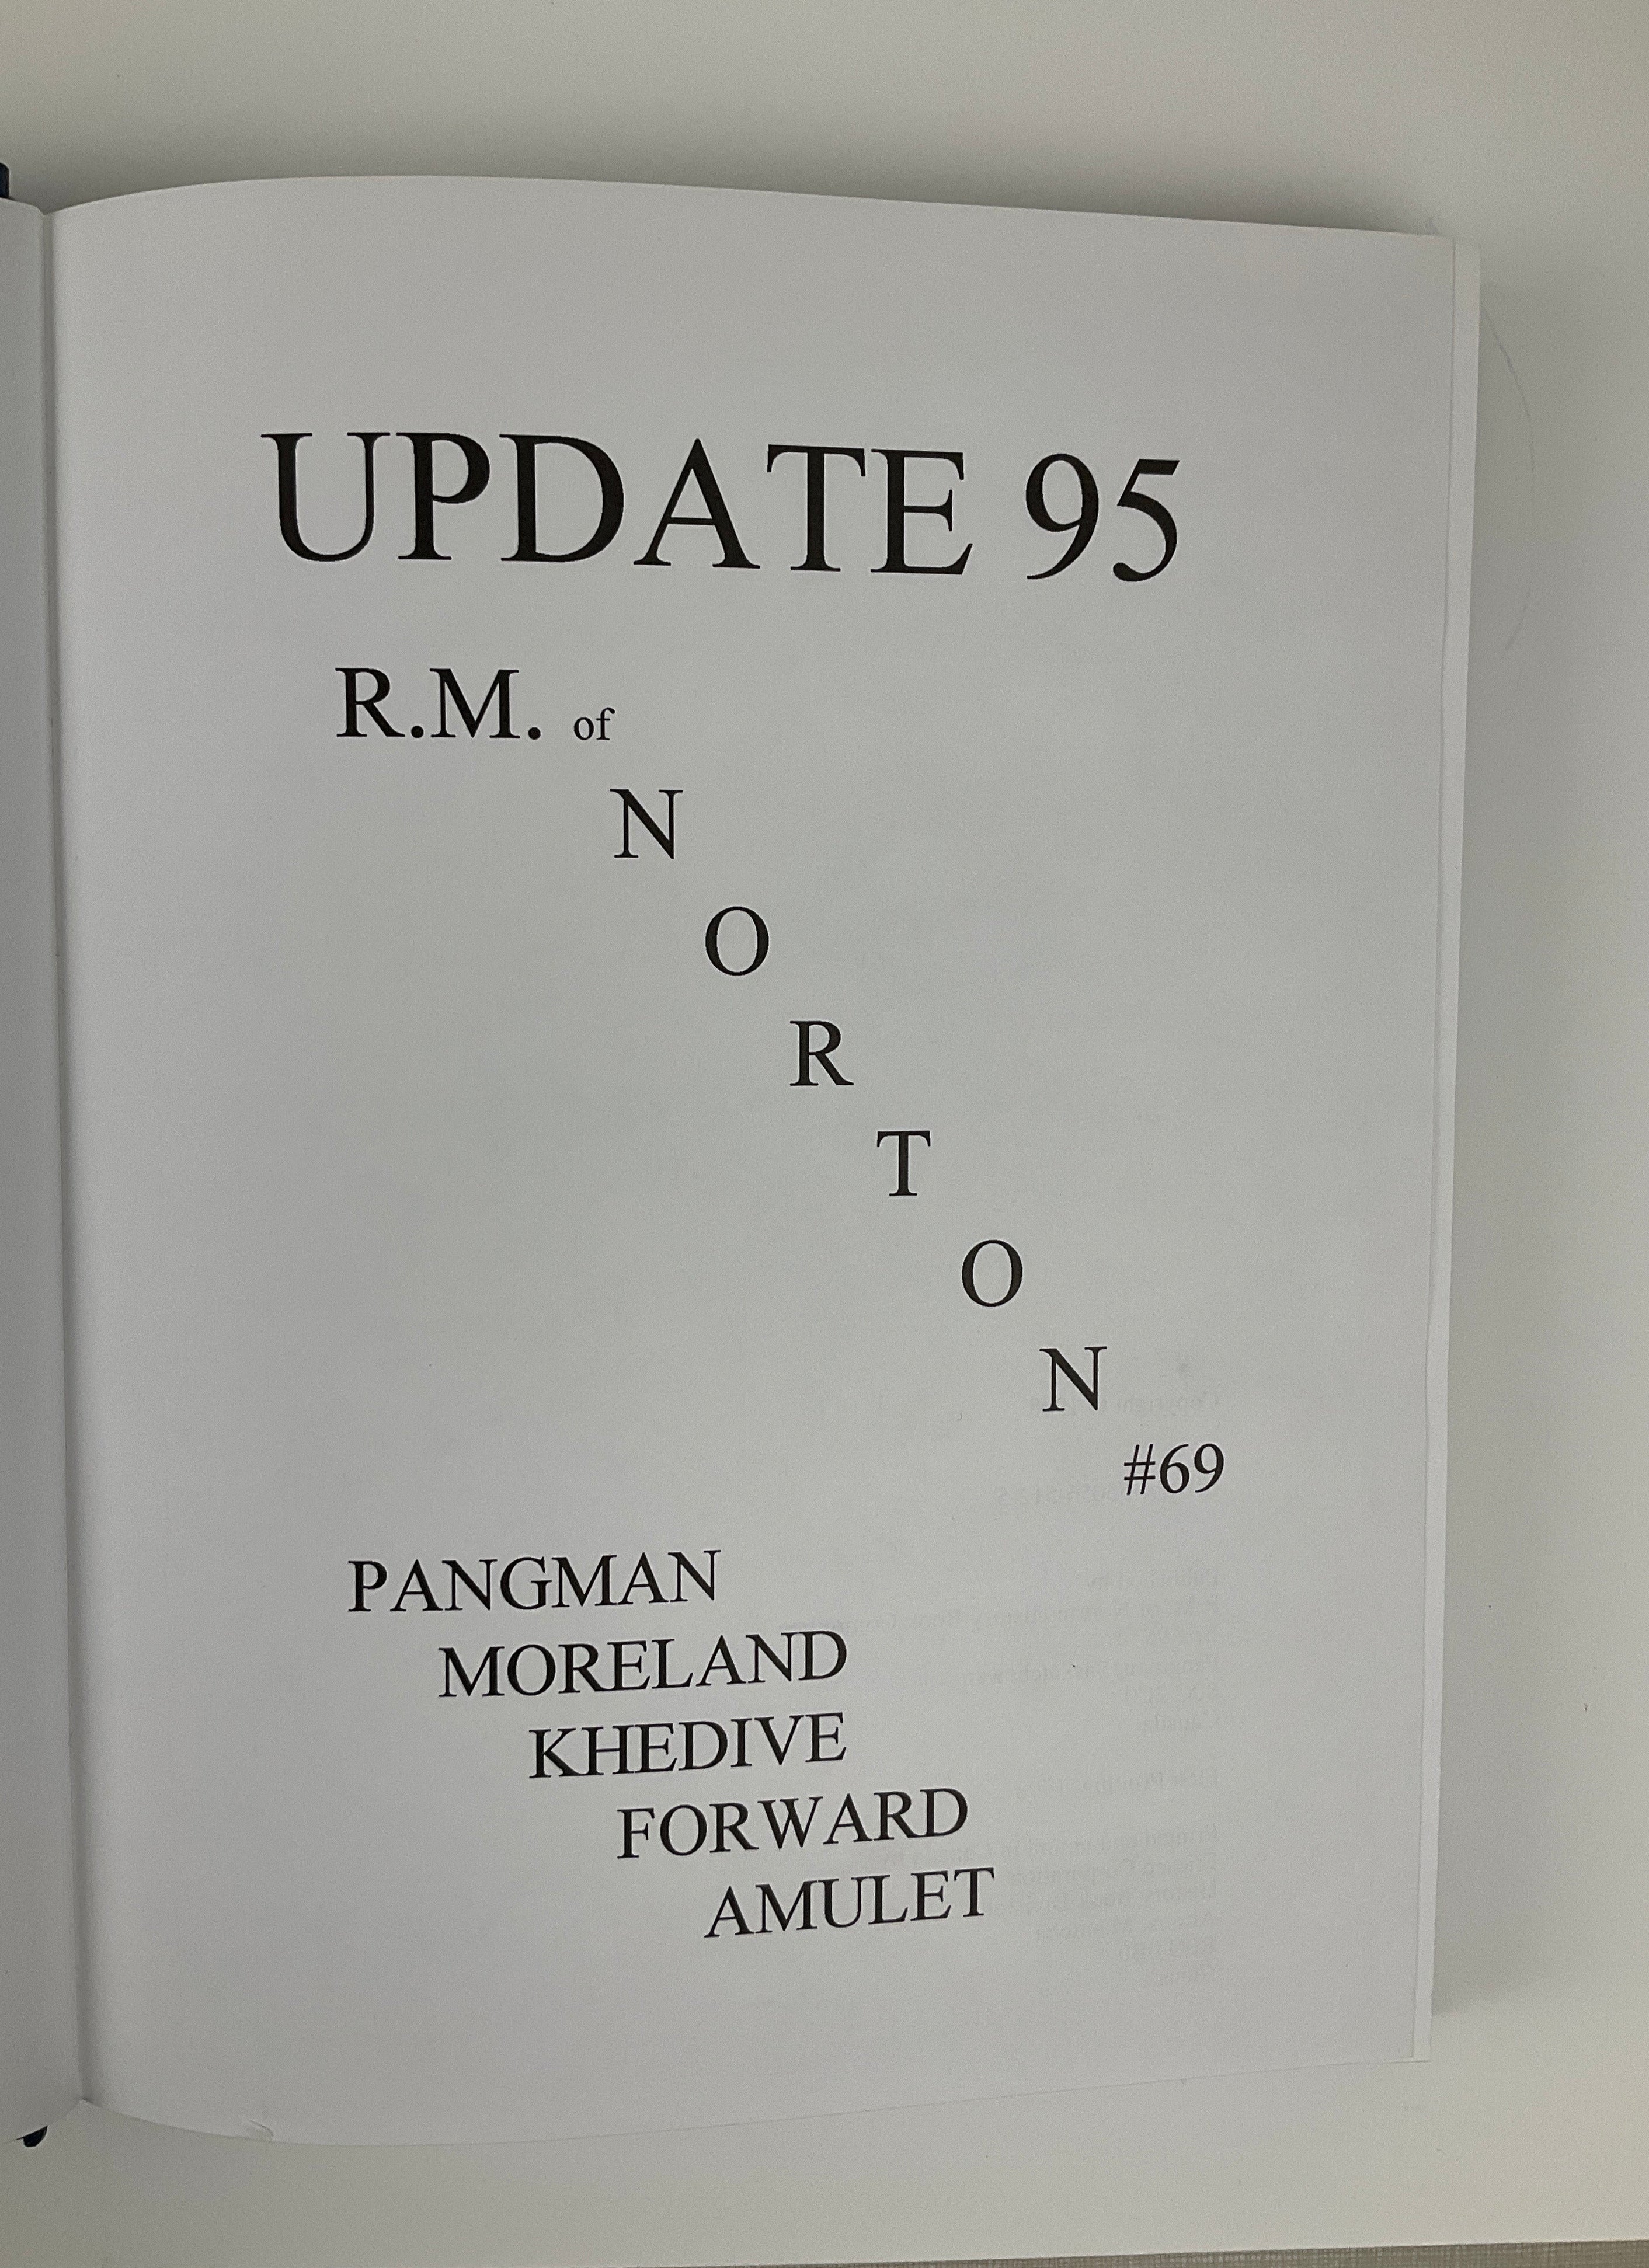 UPDATE 95
R.M. of
N
O
R
T
O
N
#69
PANGMAN
MORELAND
KHEDIVE
FORWARD
AMULET